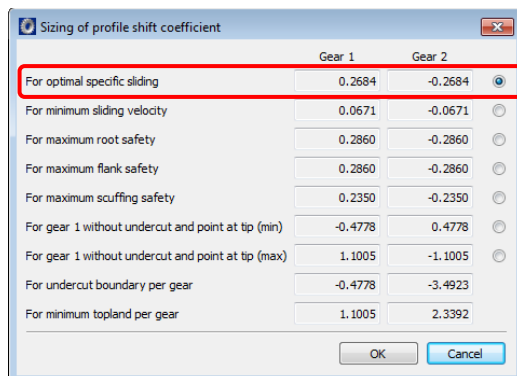 Sizing of profile shift coefficient
Gear 1 Gear 2
For optimal specific sliding 0.2684 -0.2684
For minimum sliding velocity 0.0671 -0.0671
For maximum root safety 0.2860 -0.2860
For maximum flank safety 0.2860 -0.2860
For maximum scuffing safety 0.2350 -0.2350
For gear 1 without undercut and point at tip (min) -0.4778 0.4778
For gear 1 without undercut and point at tip (max) 1.1005 -1.1005
For undercut boundary per gear -0.4778 -3.4923
For minimum topland per gear 1.1005 2.3392
OK Cancel